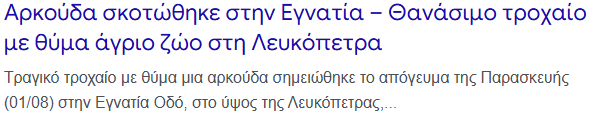 Αρκούδα σκοτώθηκε στην Εγνατία – Θανάσιμο τροχαίο
με θύμα άγριο ζώο στη Λευκόπετρα
Τραγικό τροχαίο με θύμα μια αρκούδα σημειώθηκε το απόγευμα της Παρασκευής
(01/08) στην Εγνατία Οδό, στο ύψος της Λευκόπετρας,...